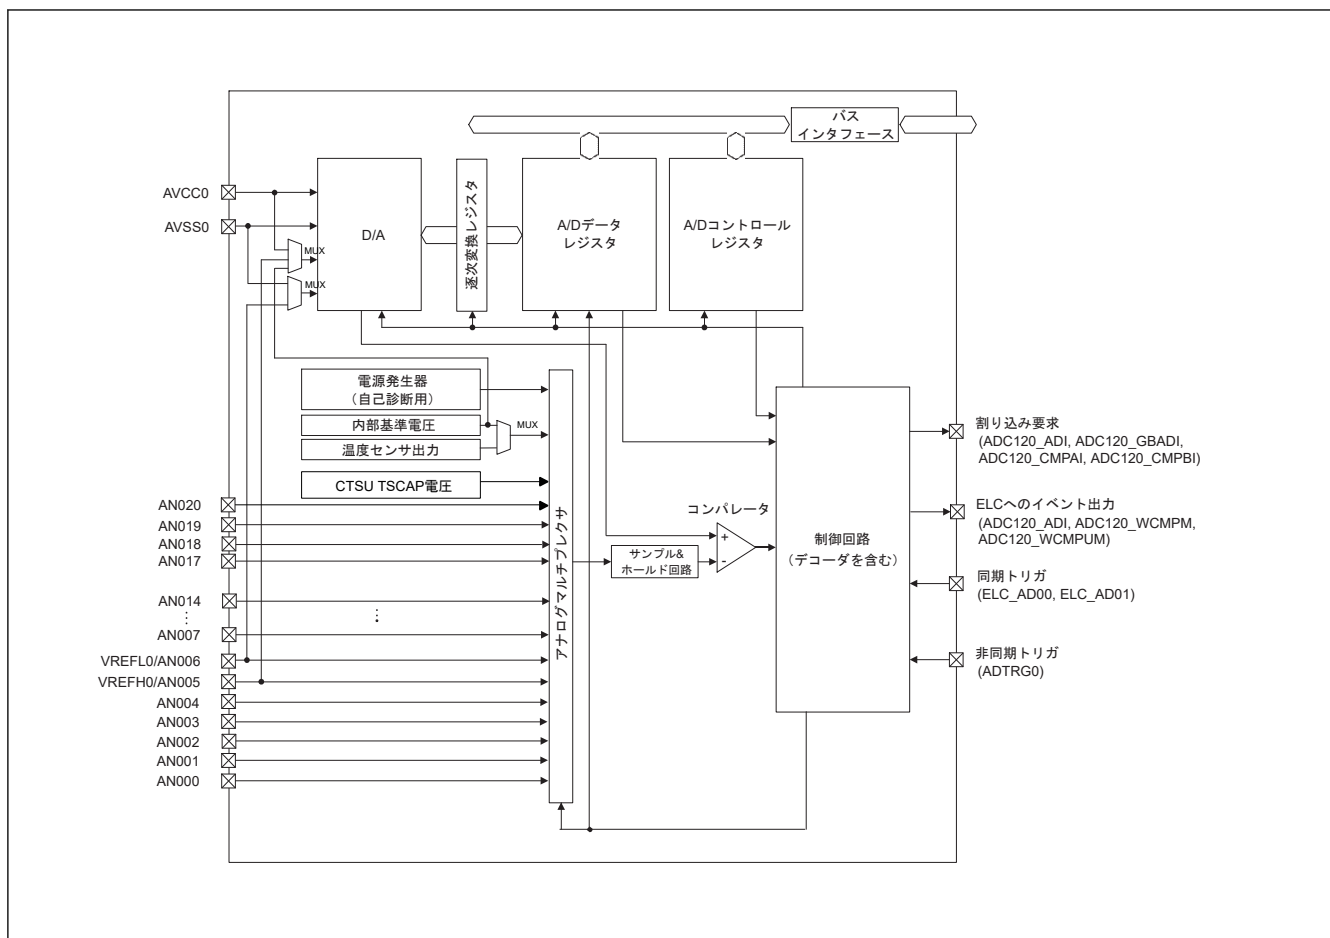 バス
インタフェース
AVCC0
AVSS0
MUX
MUX
D/A
逐次変換レジスタ
A/Dデータ
レジスタ
A/Dコントロール
レジスタ
電源発生器
（自己診断用）
内部基準電圧
温度センサ出力
MUX
CTSU TSCAP電圧
AN020
AN019
AN018
AN017
AN014
⋮
AN007
VREFL0/AN006
VREFH0/AN005
AN004
AN003
AN002
AN001
AN000
⋮
アナログマルチプレクサ
サンプル&
ホールド回路
コンパレータ
+
-
制御回路
（デコーダを含む）
割り込み要求
(ADC120_ADI, ADC120_GBADI,
ADC120_CMPAI, ADC120_CMPBI)
ELCへのイベント出力
(ADC120_ADI, ADC120_WCMPM,
ADC120_WCMPUM)
同期トリガ
(ELC_AD00, ELC_AD01)
非同期トリガ
(ADTRG0)